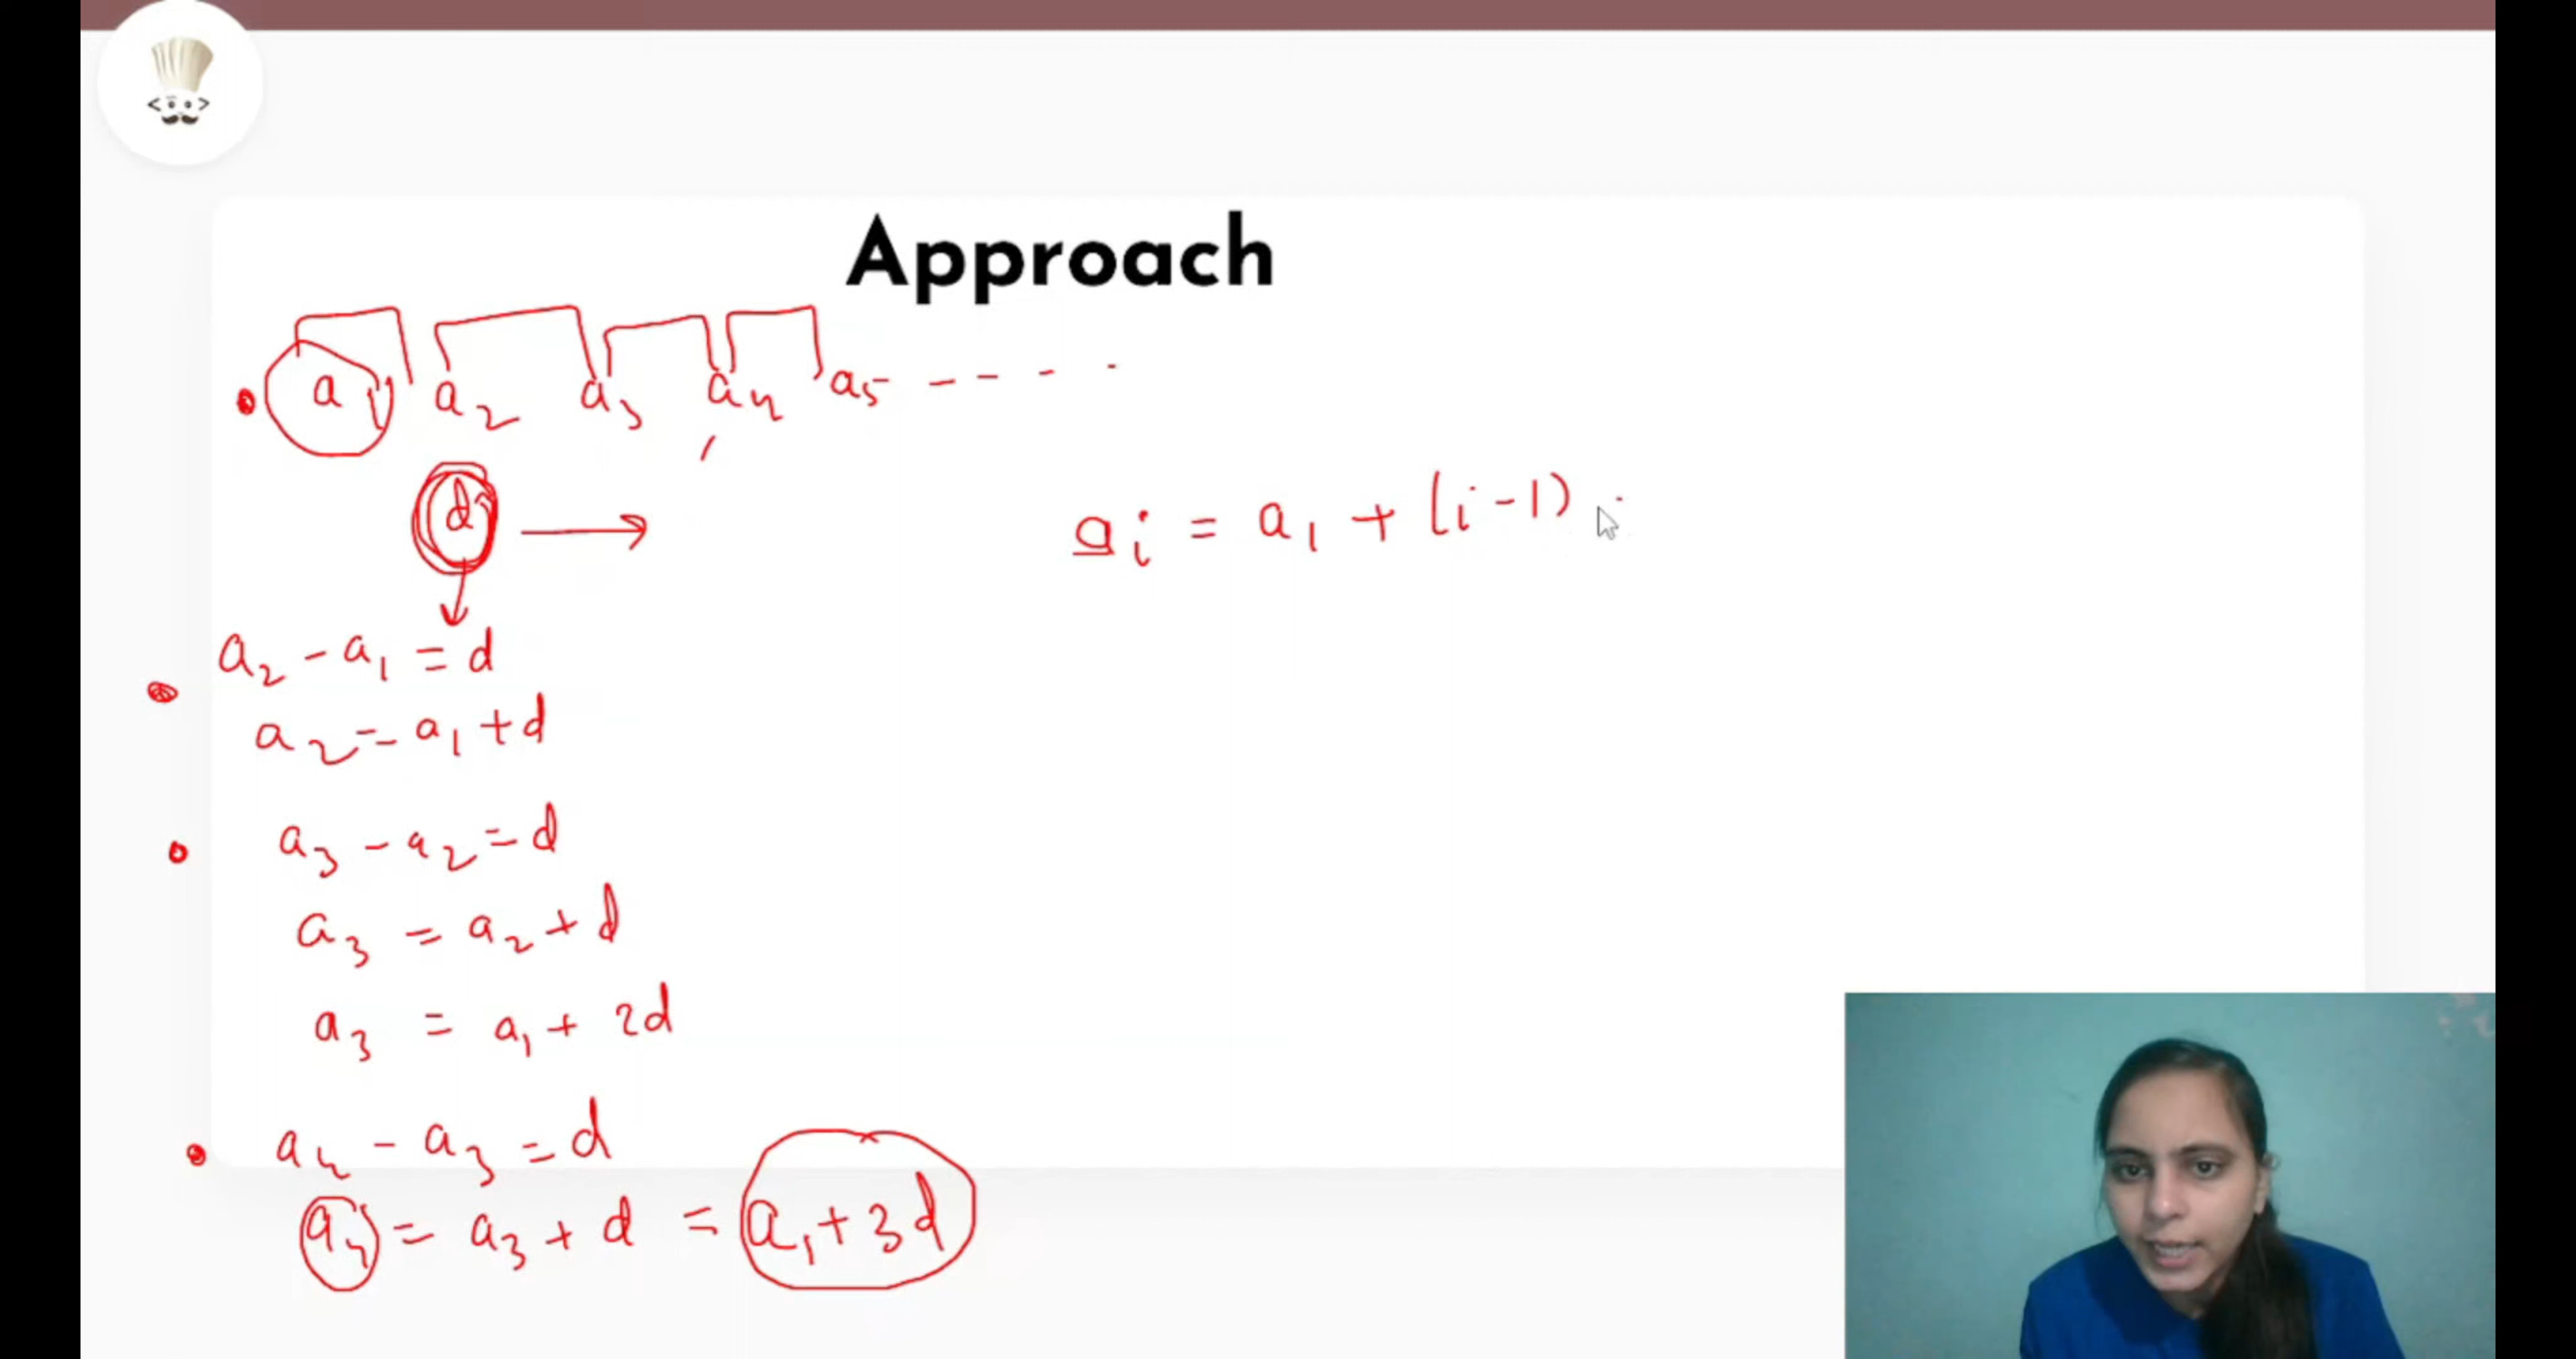 Approach
a₁ a₂ a₃ a₄ a₅ - - - -
d
aᵢ = a₁ + (i-1)
a₂ - a₁ = d
a₂ = a₁ + d
a₃ - a₂ = d
a₃ = a₂ + d
a₃ = a₁ + 2d
a₄ - a₃ = d
a₄ = a₃ + d = a₁ + 3d